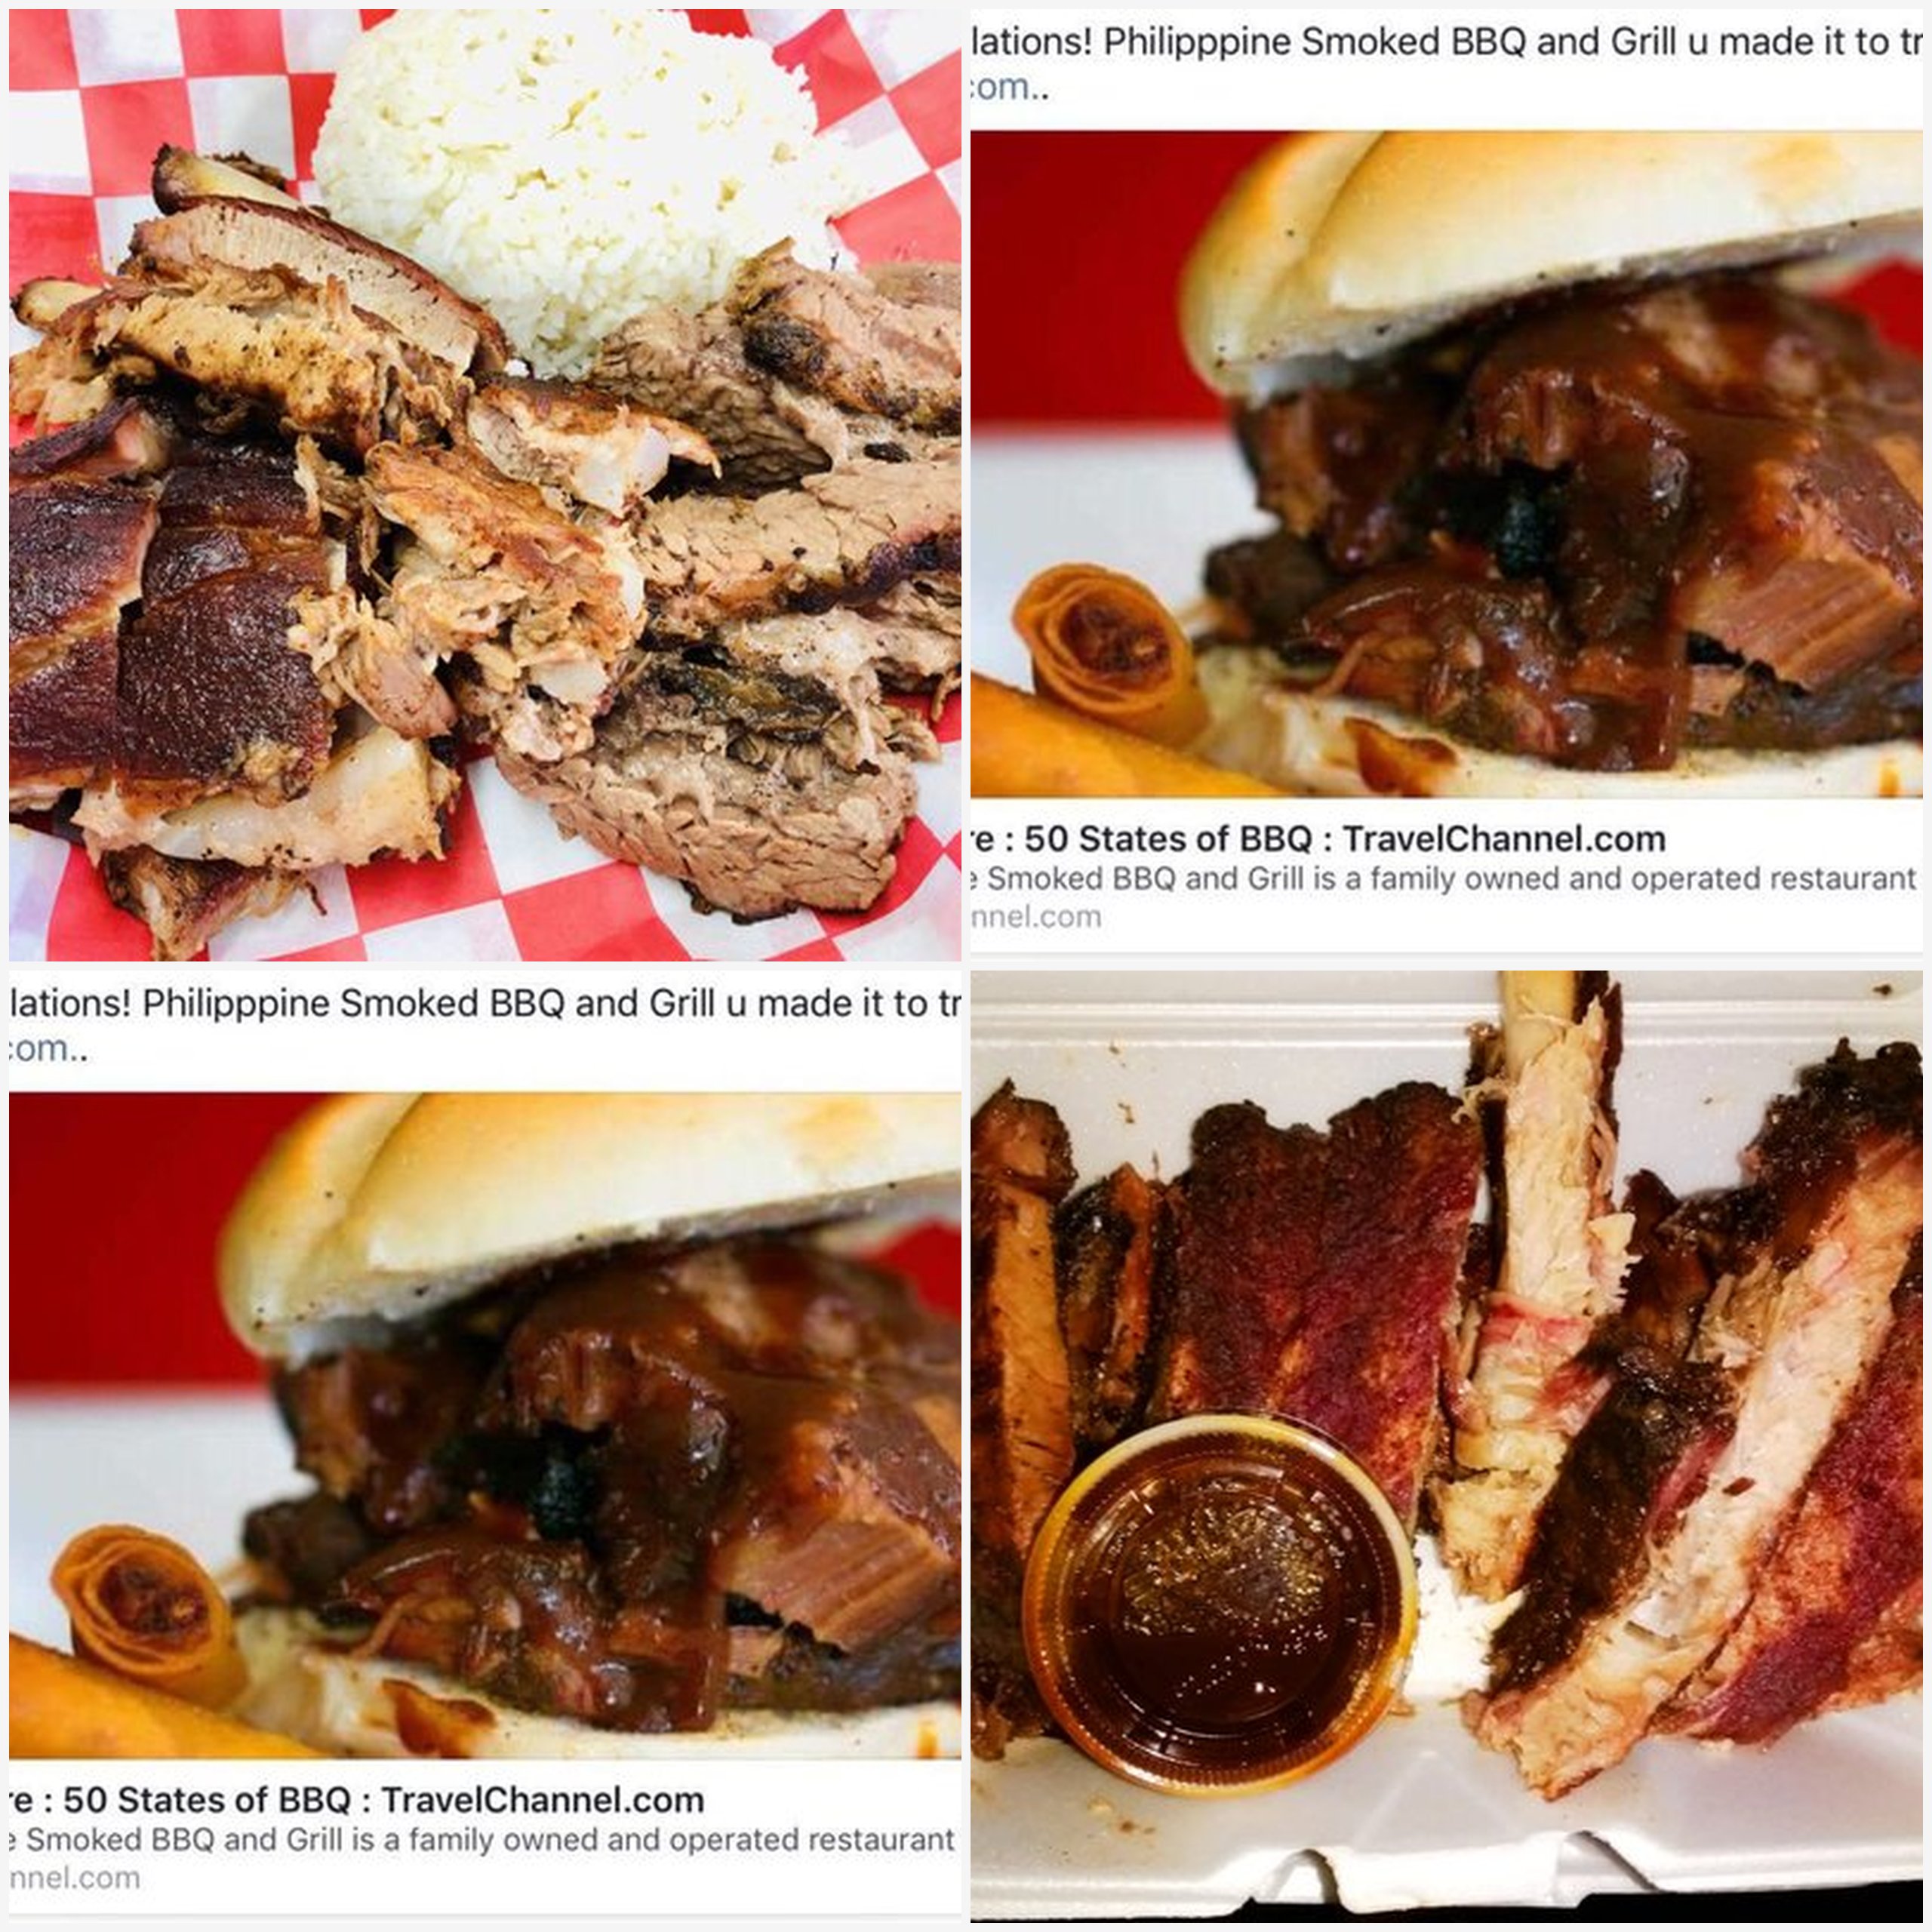 lations! Philipppine Smoked BBQ and Grill u made it to tr
com..
re : 50 States of BBQ : TravelChannel.com
e Smoked BBQ and Grill is a family owned and operated restaurant
nnel.com
lations! Philipppine Smoked BBQ and Grill u made it to tr
com..
re : 50 States of BBQ : TravelChannel.com
e Smoked BBQ and Grill is a family owned and operated restaurant
nnel.com